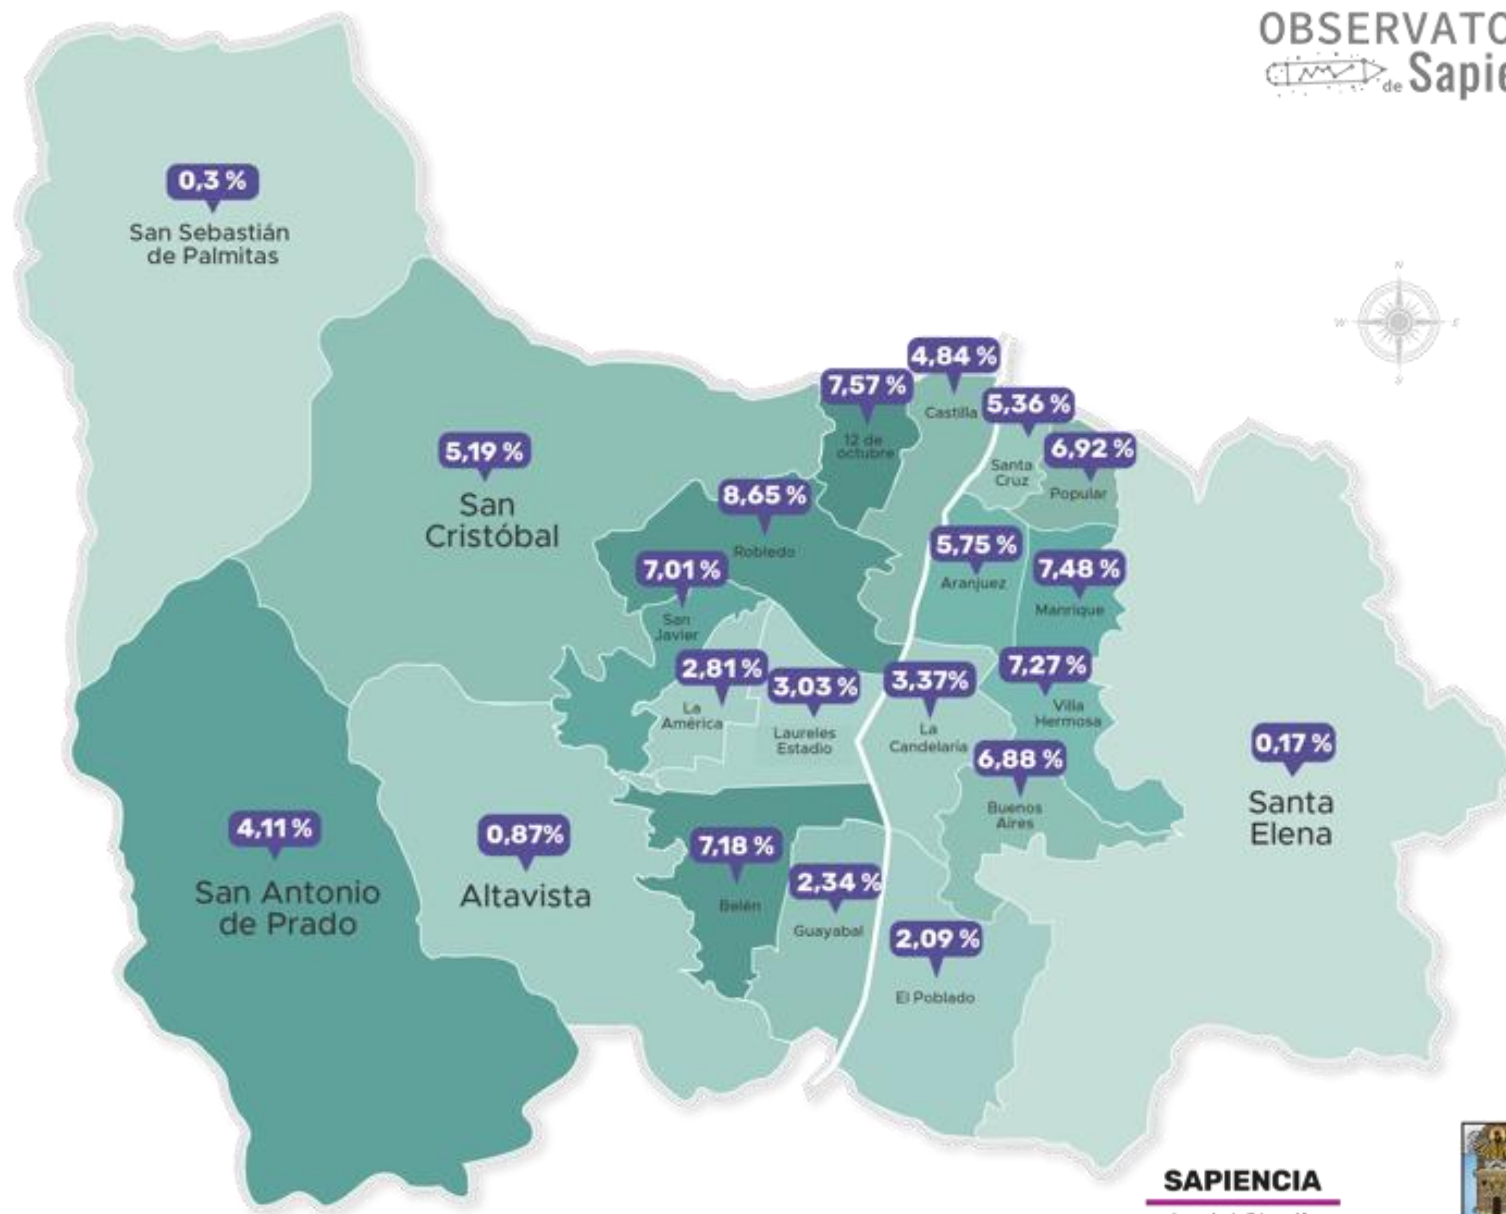 OBSERVATO
de Sapie
0,3 %
San Sebastián
de Palmitas
N
W
E
S
4,84 %
Castilla
7,57 %
12 de
octubre
5,36 %
Santa
Cruz
6,92 %
Popular
5,19 %
San
Cristóbal
8,65 %
Robledo
5,75 %
Aranjuez
7,48 %
Manrique
7,01 %
San
Javier
2,81 %
La
América
3,03 %
Laureles
Estadio
3,37%
La
Candelaria
7,27 %
Villa
Hermosa
6,88 %
Buenos
Aires
0,17 %
Santa
Elena
4,11 %
San Antonio
de Prado
0,87%
Altavista
7,18 %
Belén
2,34 %
Guayabal
2,09 %
El Poblado
SAPIENCIA